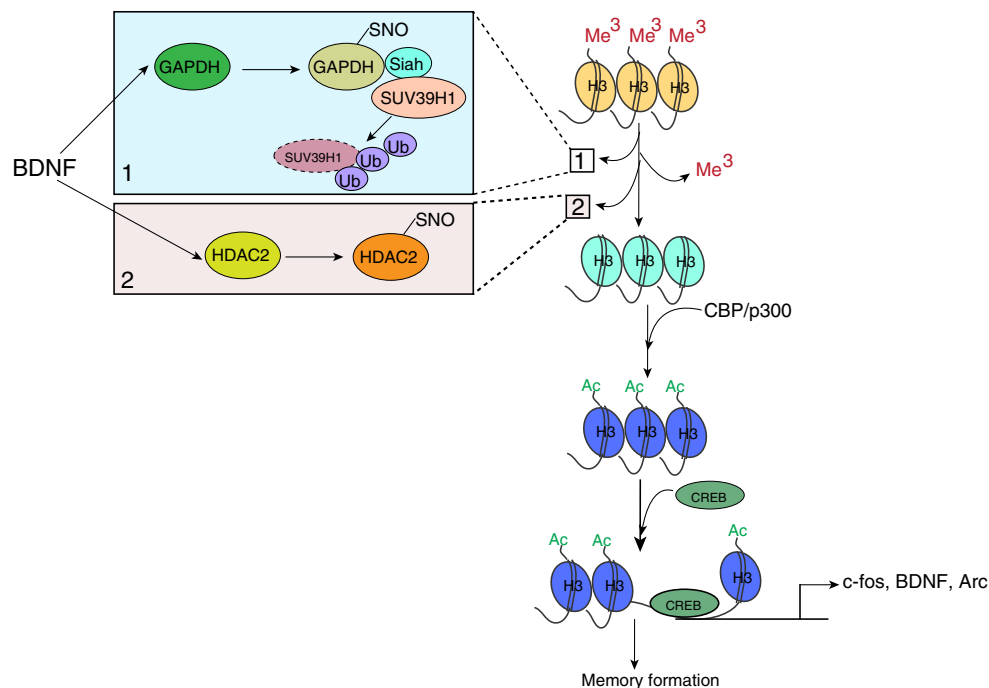 BDNF
SNO
GAPDH
GAPDH
Siah
SUV39H1
SUV39H1
Ub
Ub
Ub
1
SNO
HDAC2
HDAC2
2
Me3 Me3 Me3
H3 H3 H3
1
Me3
2
H3 H3 H3
CBP/p300
Ac Ac Ac
H3 H3 H3
CREB
Ac Ac Ac
H3 H3 H3
CREB
c-fos, BDNF, Arc
Memory formation